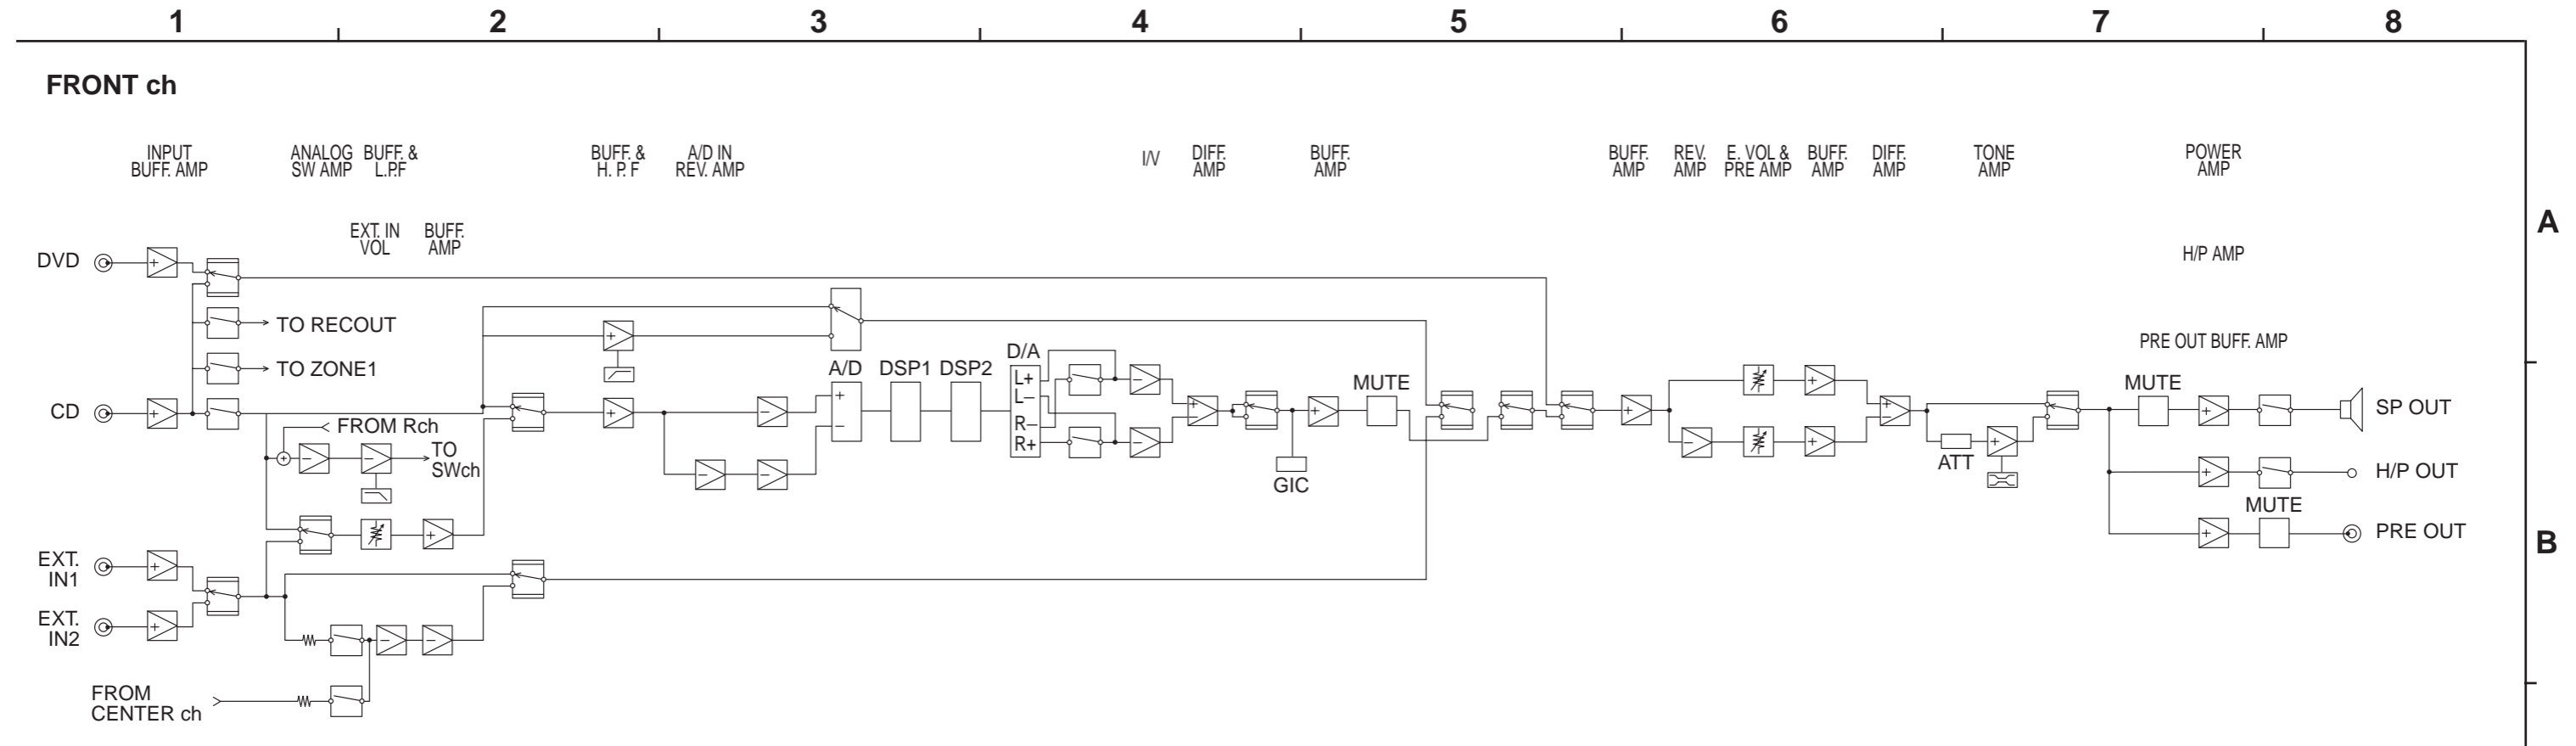 1 2 3 4 5 6 7 8
FRONT ch
INPUT
BUFF. AMP
ANALOG
SW AMP
BUFF. &
L.P.F
BUFF. &
H. P. F
A/D IN
REV. AMP
I/V
DIFF.
AMP
BUFF.
AMP
BUFF.
AMP
REV.
AMP
E. VOL &
PRE AMP
BUFF.
AMP
DIFF.
AMP
TONE
AMP
POWER
AMP
A
EXT. IN
VOL
BUFF.
AMP
H/P AMP
DVD
+
TO RECOUT
+
PRE OUT BUFF. AMP
TO ZONE1
A/D
DSP1
DSP2
D/A
L+
L–
R–
R+
+
–
MUTE
MUTE
CD
+
FROM Rch
+
–
–
TO
SWch
+
–
–
–
–
–
+
–
+
GIC
+
–
+
+
+
–
ATT
+
+
SP OUT
+
H/P OUT
MUTE
+
PRE OUT
B
EXT.
IN1
+
+
EXT.
IN2
+
–
–
FROM
CENTER ch